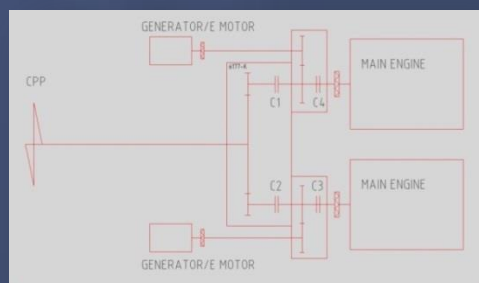 GENERATOR/E MOTOR
MAIN ENGINE
CPP
C1
C4
C2
C3
MAIN ENGINE
GENERATOR/E MOTOR